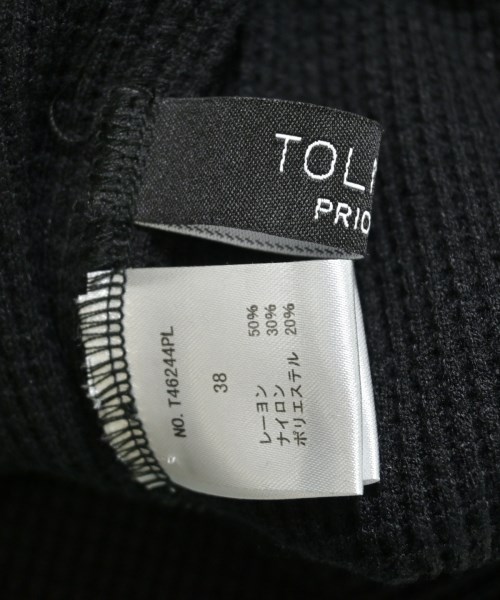 TOL
PRIO
NO. T46244PL
38
レーヨン 50%
ナイロン 30%
ポリエステル 20%